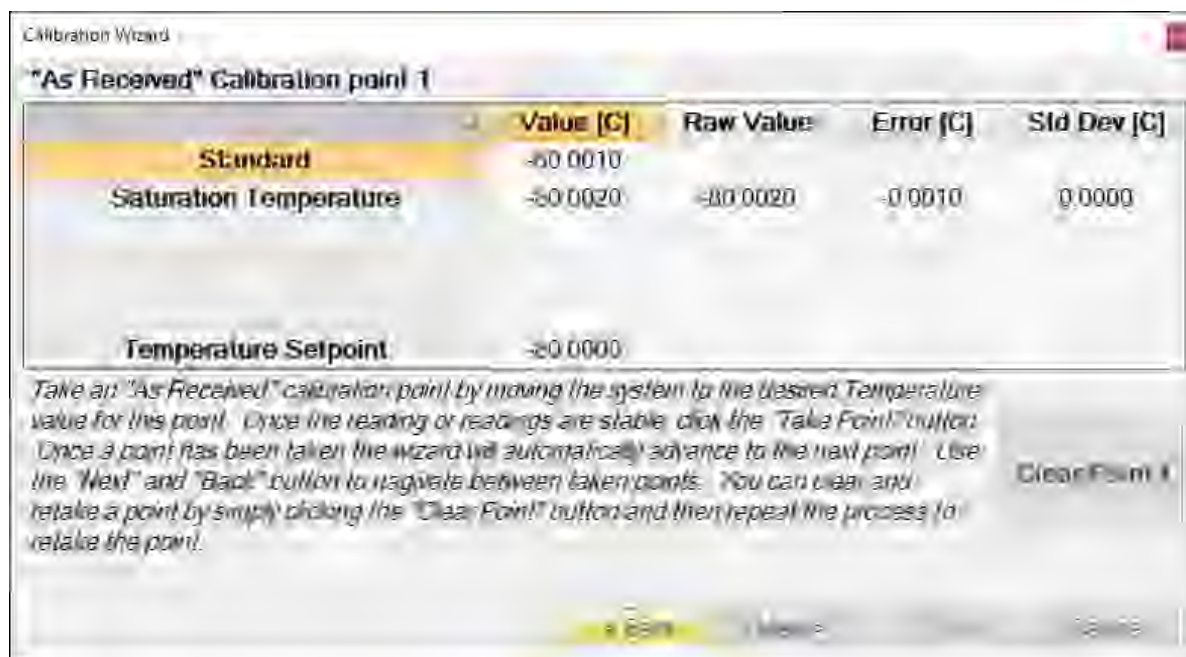 Calibration Wizard
"As Received" Calibration point 1
Value [C] Raw Value Error [C] Std Dev [C]
Standard -80.0010
Saturation Temperature -80.0020 -80.0020 -0.0010 0.0000
Temperature Setpoint -80.0000
Take an "As Received" calibration point by moving the system to the desired Temperature
value for this point. Once the reading or readings are stable, click the "Take Point" button.
Once a point has been taken the wizard will automatically advance to the next point. Use
the "Next" and "Back" button to nagivate between taken points. You can clear and
retake a point by simply clicking the "Clear Point" button and then repeat the process to
retake the point.
Clear Point 1
< Back